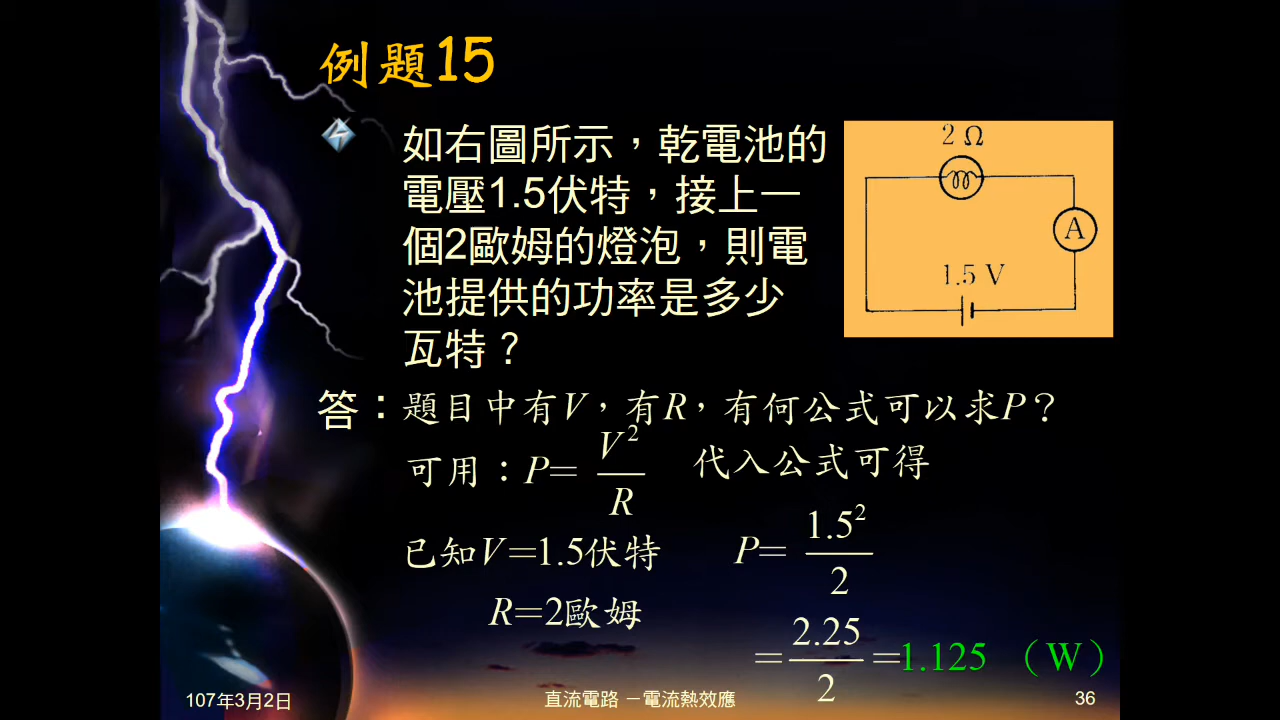 例題15
如右圖所示，乾電池的
電壓1.5伏特，接上一
個2歐姆的燈泡，則電
池提供的功率是多少
瓦特？
2 Ω
A
1.5 V
答：題目中有V，有R，有何公式可以求P？
可用：P= V²/R 代入公式可得
已知V=1.5伏特 P= 1.5²/2
R=2歐姆
= 2.25/2 =1.125 （W）
107年3月2日 直流電路 －電流熱效應 36